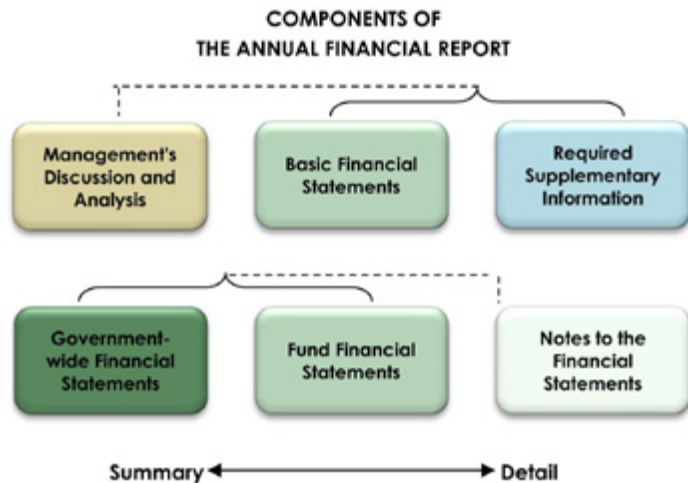 COMPONENTS OF
THE ANNUAL FINANCIAL REPORT
Management's
Discussion and
Analysis
Basic Financial
Statements
Required
Supplementary
Information
Government-
wide Financial
Statements
Fund Financial
Statements
Notes to the
Financial
Statements
Summary
Detail